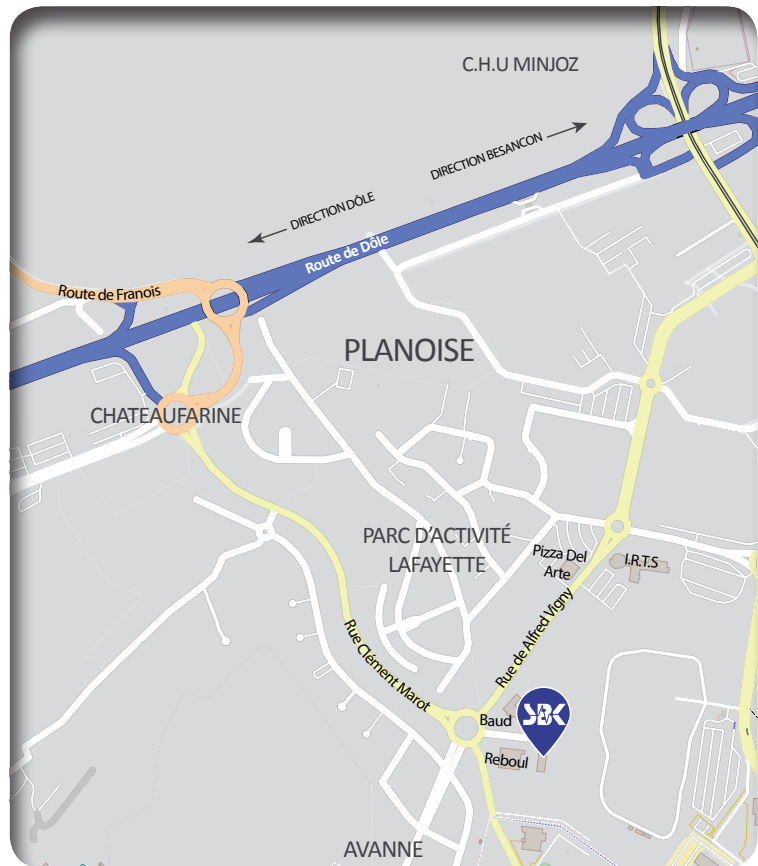 C.H.U MINJOZ
DIRECTION BESANCON
DIRECTION DÔLE
Route de Dôle
Route de Franois
PLANOISE
CHATEAUFARINE
PARC D'ACTIVITÉ
LAFAYETTE
Pizza Del
Arte
I.R.T.S
Rue de Alfred Vigny
Rue Clément Marot
Baud
SBK
Reboul
AVANNE